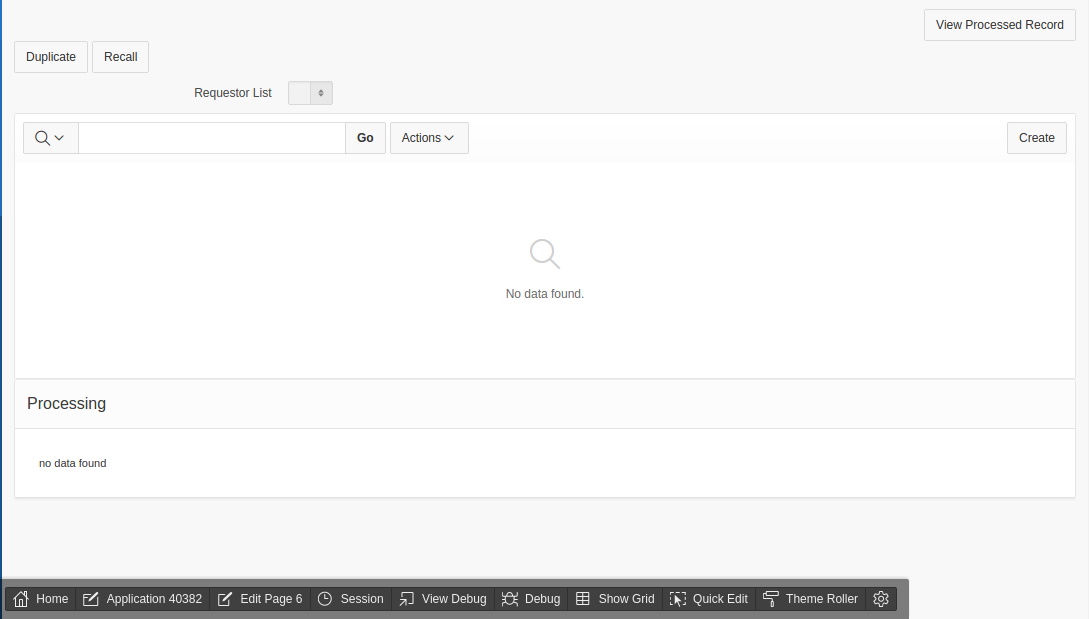 View Processed Record
Duplicate Recall
Requestor List
Go Actions Create
No data found.
Processing
no data found
Home Application 40382 Edit Page 6 Session View Debug Debug Show Grid Quick Edit Theme Roller